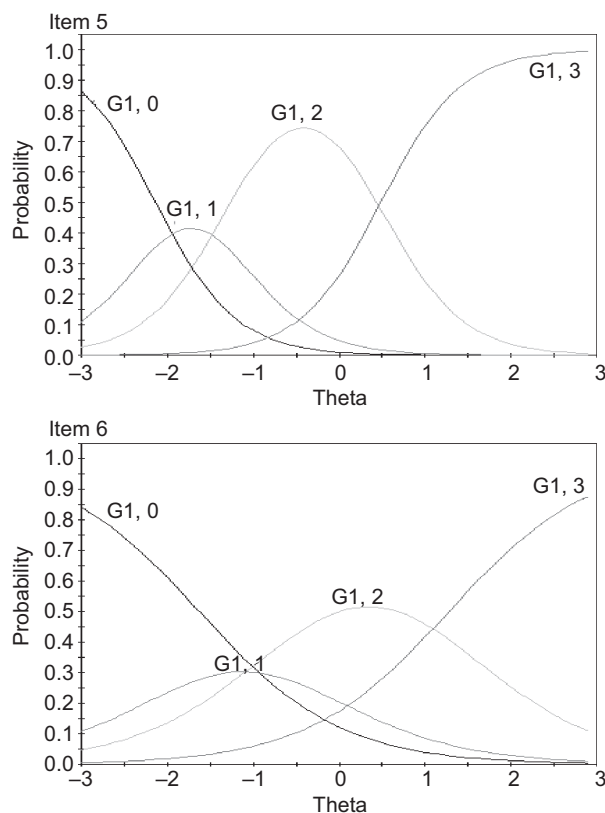 Item 5
1.0
0.9
0.8
0.7
0.6
0.5
0.4
0.3
0.2
0.1
0.0
Probability
G1, 0
G1, 1
G1, 2
G1, 3
–3 –2 –1 0 1 2 3
Theta
Item 6
1.0
0.9
0.8
0.7
0.6
0.5
0.4
0.3
0.2
0.1
0.0
Probability
G1, 0
G1, 1
G1, 2
G1, 3
–3 –2 –1 0 1 2 3
Theta